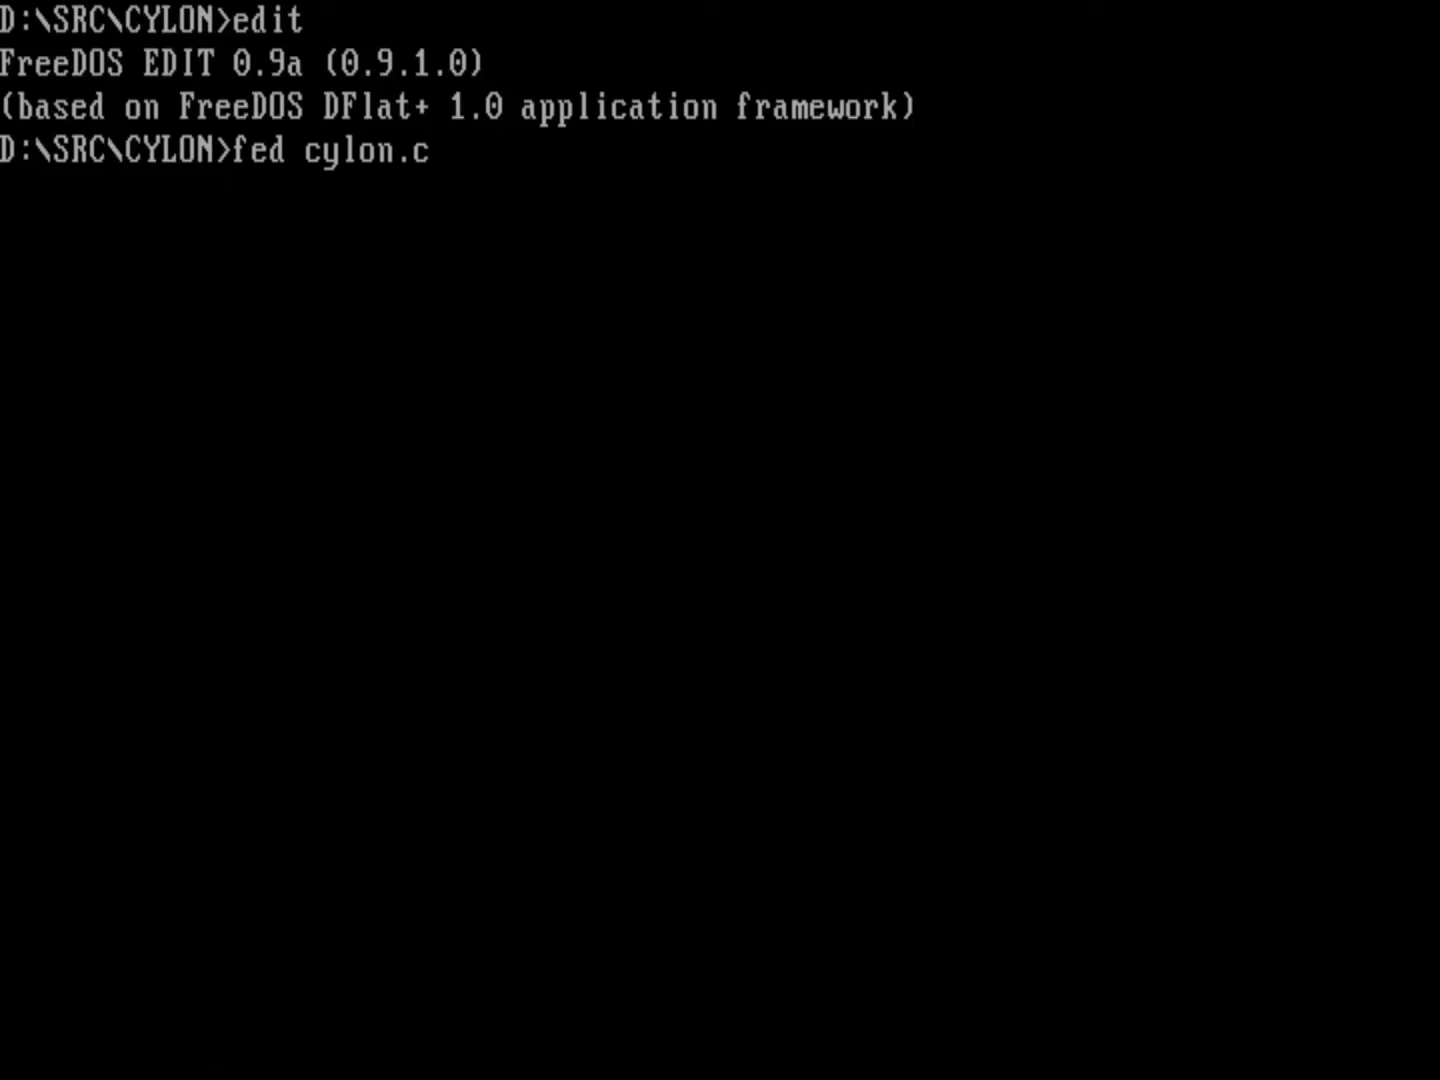 D:\SRC\CYLON>edit
FreeDOS EDIT 0.9a (0.9.1.0)
(based on FreeDOS DFlat+ 1.0 application framework)
D:\SRC\CYLON>fed cylon.c